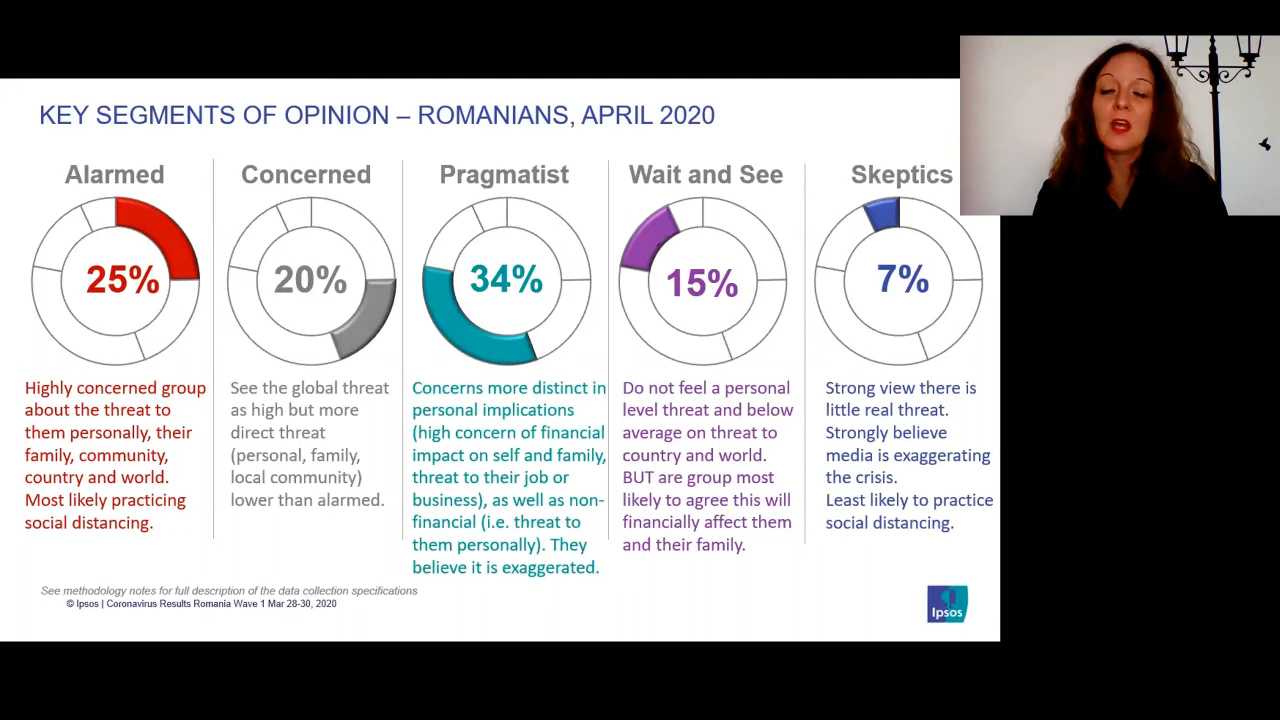 KEY SEGMENTS OF OPINION – ROMANIANS, APRIL 2020
Alarmed
25%
Highly concerned group
about the threat to
them personally, their
family, community,
country and world.
Most likely practicing
social distancing.
Concerned
20%
See the global threat
as high but more
direct threat
(personal, family,
local community)
lower than alarmed.
Pragmatist
34%
Concerns more distinct in
personal implications
(high concern of financial
impact on self and family,
threat to their job or
business), as well as non-
financial (i.e. threat to
them personally). They
believe it is exaggerated.
Wait and See
15%
Do not feel a personal
level threat and below
average on threat to
country and world.
BUT are group most
likely to agree this will
financially affect them
and their family.
Skeptics
7%
Strong view there is
little real threat.
Strongly believe
media is exaggerating
the crisis.
Least likely to practice
social distancing.
See methodology notes for full description of the data collection specifications
© Ipsos | Coronavirus Results Romania Wave 1 Mar 28-30, 2020
Ipsos